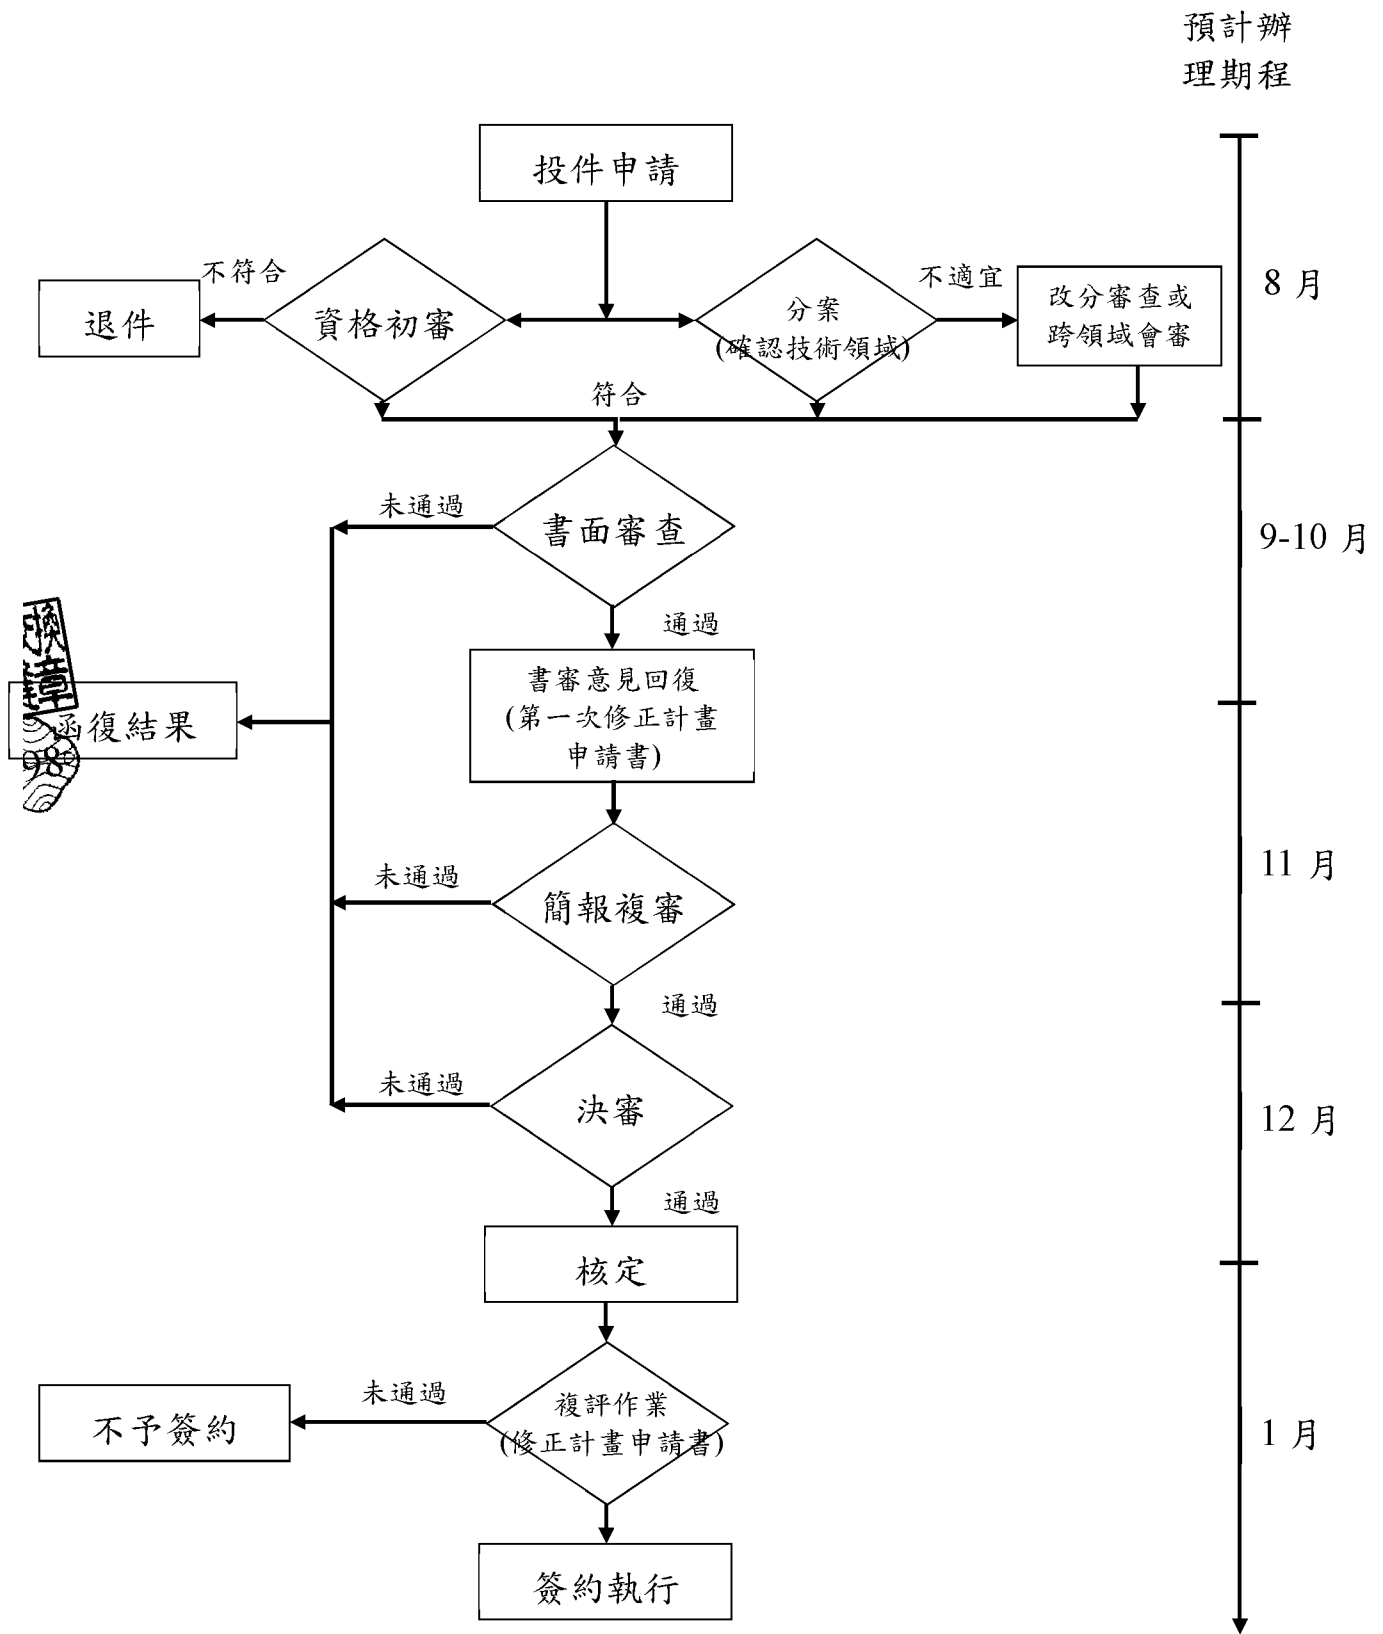 預計辦
理期程
投件申請
8 月
不符合
不適宜
退件
資格初審
分案
(確認技術領域)
改分審查或
跨領域會審
符合
未通過
書面審查
9-10 月
通過
換
章
函復結果
98
書審意見回復
(第一次修正計畫
申請書)
11 月
未通過
簡報複審
通過
未通過
決審
12 月
通過
核定
未通過
不予簽約
複評作業
(修正計畫申請書)
1 月
簽約執行